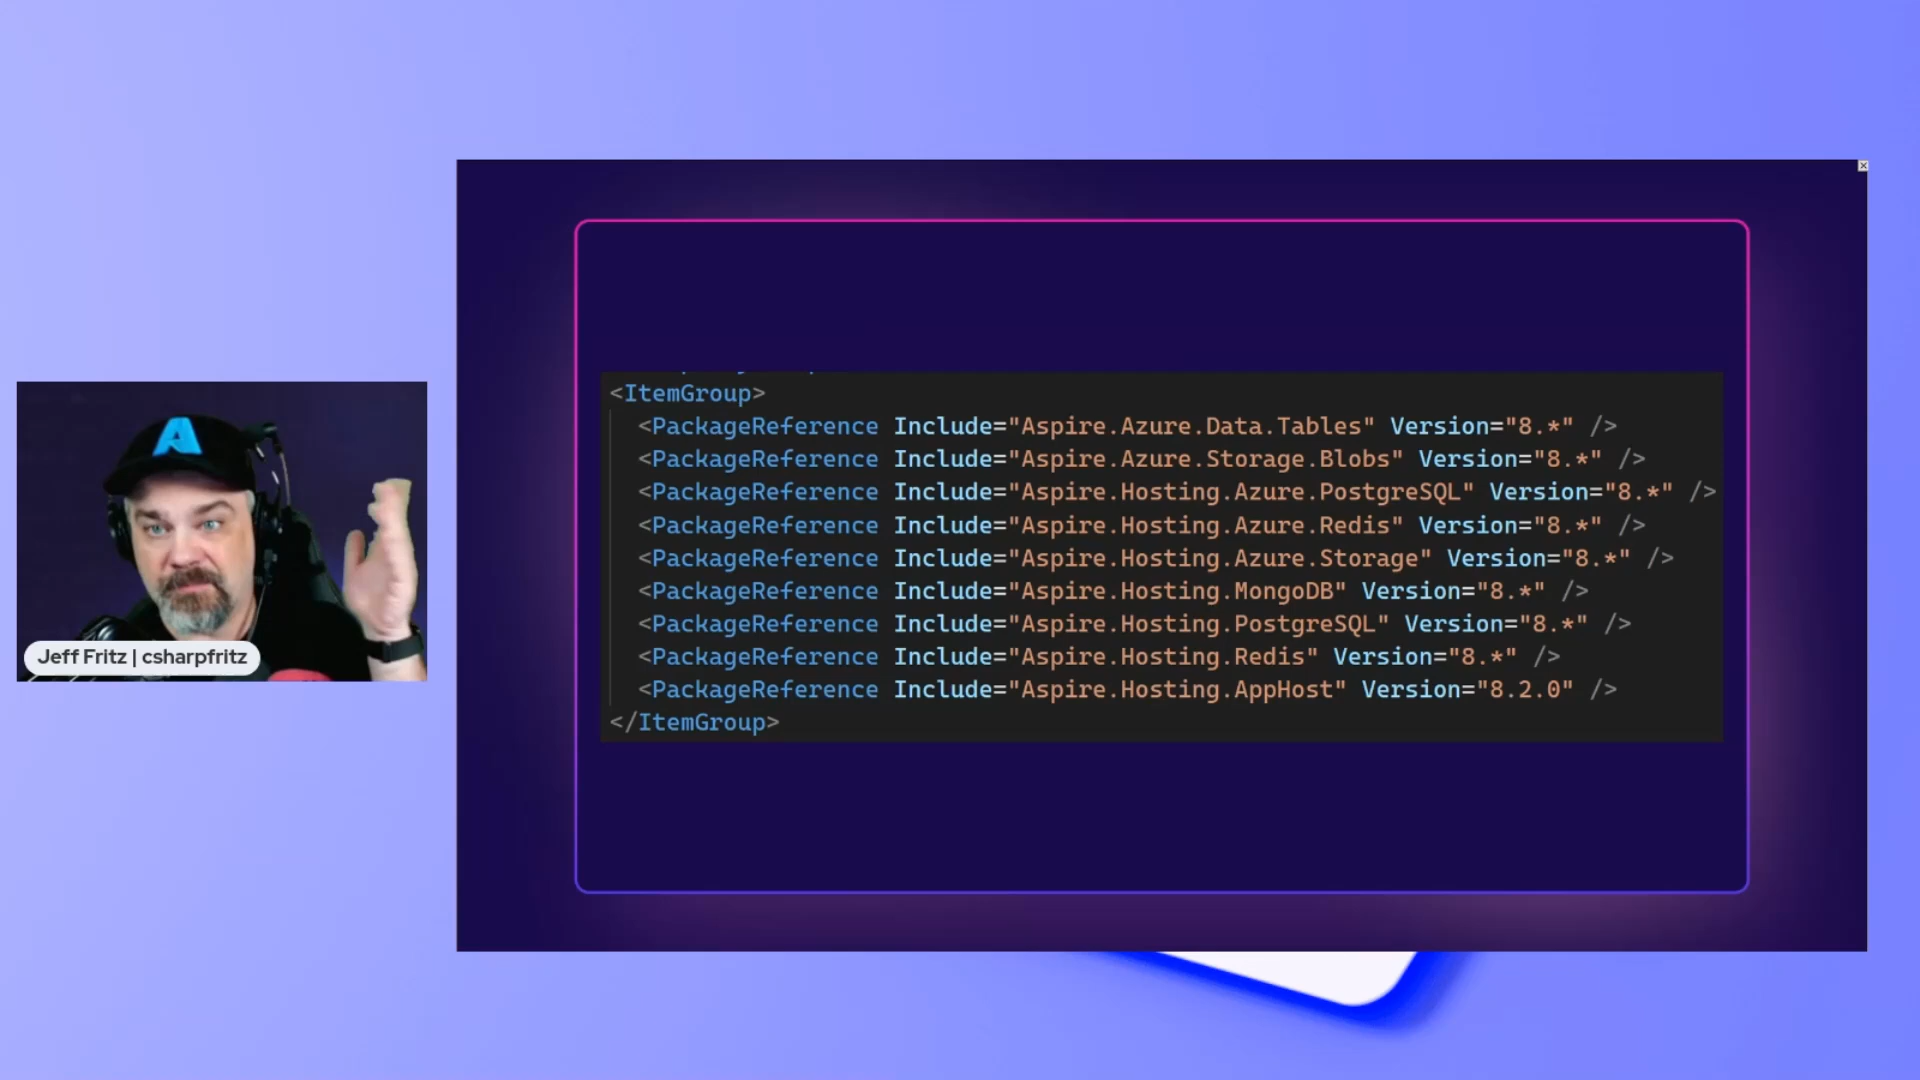 <ItemGroup>
<PackageReference Include="Aspire.Azure.Data.Tables" Version="8.*" />
<PackageReference Include="Aspire.Azure.Storage.Blobs" Version="8.*" />
<PackageReference Include="Aspire.Hosting.Azure.PostgreSQL" Version="8.*" />
<PackageReference Include="Aspire.Hosting.Azure.Redis" Version="8.*" />
<PackageReference Include="Aspire.Hosting.Azure.Storage" Version="8.*" />
<PackageReference Include="Aspire.Hosting.MongoDB" Version="8.*" />
<PackageReference Include="Aspire.Hosting.PostgreSQL" Version="8.*" />
<PackageReference Include="Aspire.Hosting.Redis" Version="8.*" />
<PackageReference Include="Aspire.Hosting.AppHost" Version="8.2.0" />
</ItemGroup>
Jeff Fritz | csharpfritz